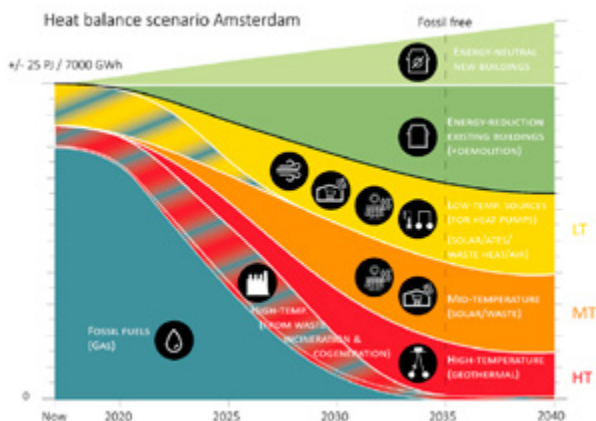 Heat balance scenario Amsterdam
Fossil free
+/- 25 PJ / 7000 GWh
ENERGY-NEUTRAL
NEW BUILDINGS
ENERGY-REDUCTION
EXISTING BUILDINGS
(+DEMOLITION)
LOW-TEMP. SOURCES
(FOR HEAT PUMPS)
(SOLAR/ATES/
WASTE HEAT/AIR)
LT
MID-TEMPERATURE
(SOLAR/WASTE)
MT
HIGH-TEMP.
(FROM WASTE
INCINERATION &
COGENERATION)
FOSSIL FUELS
(GAS)
HIGH-TEMPERATURE
(GEOTHERMAL)
HT
0
Now 2020 2025 2030 2035 2040